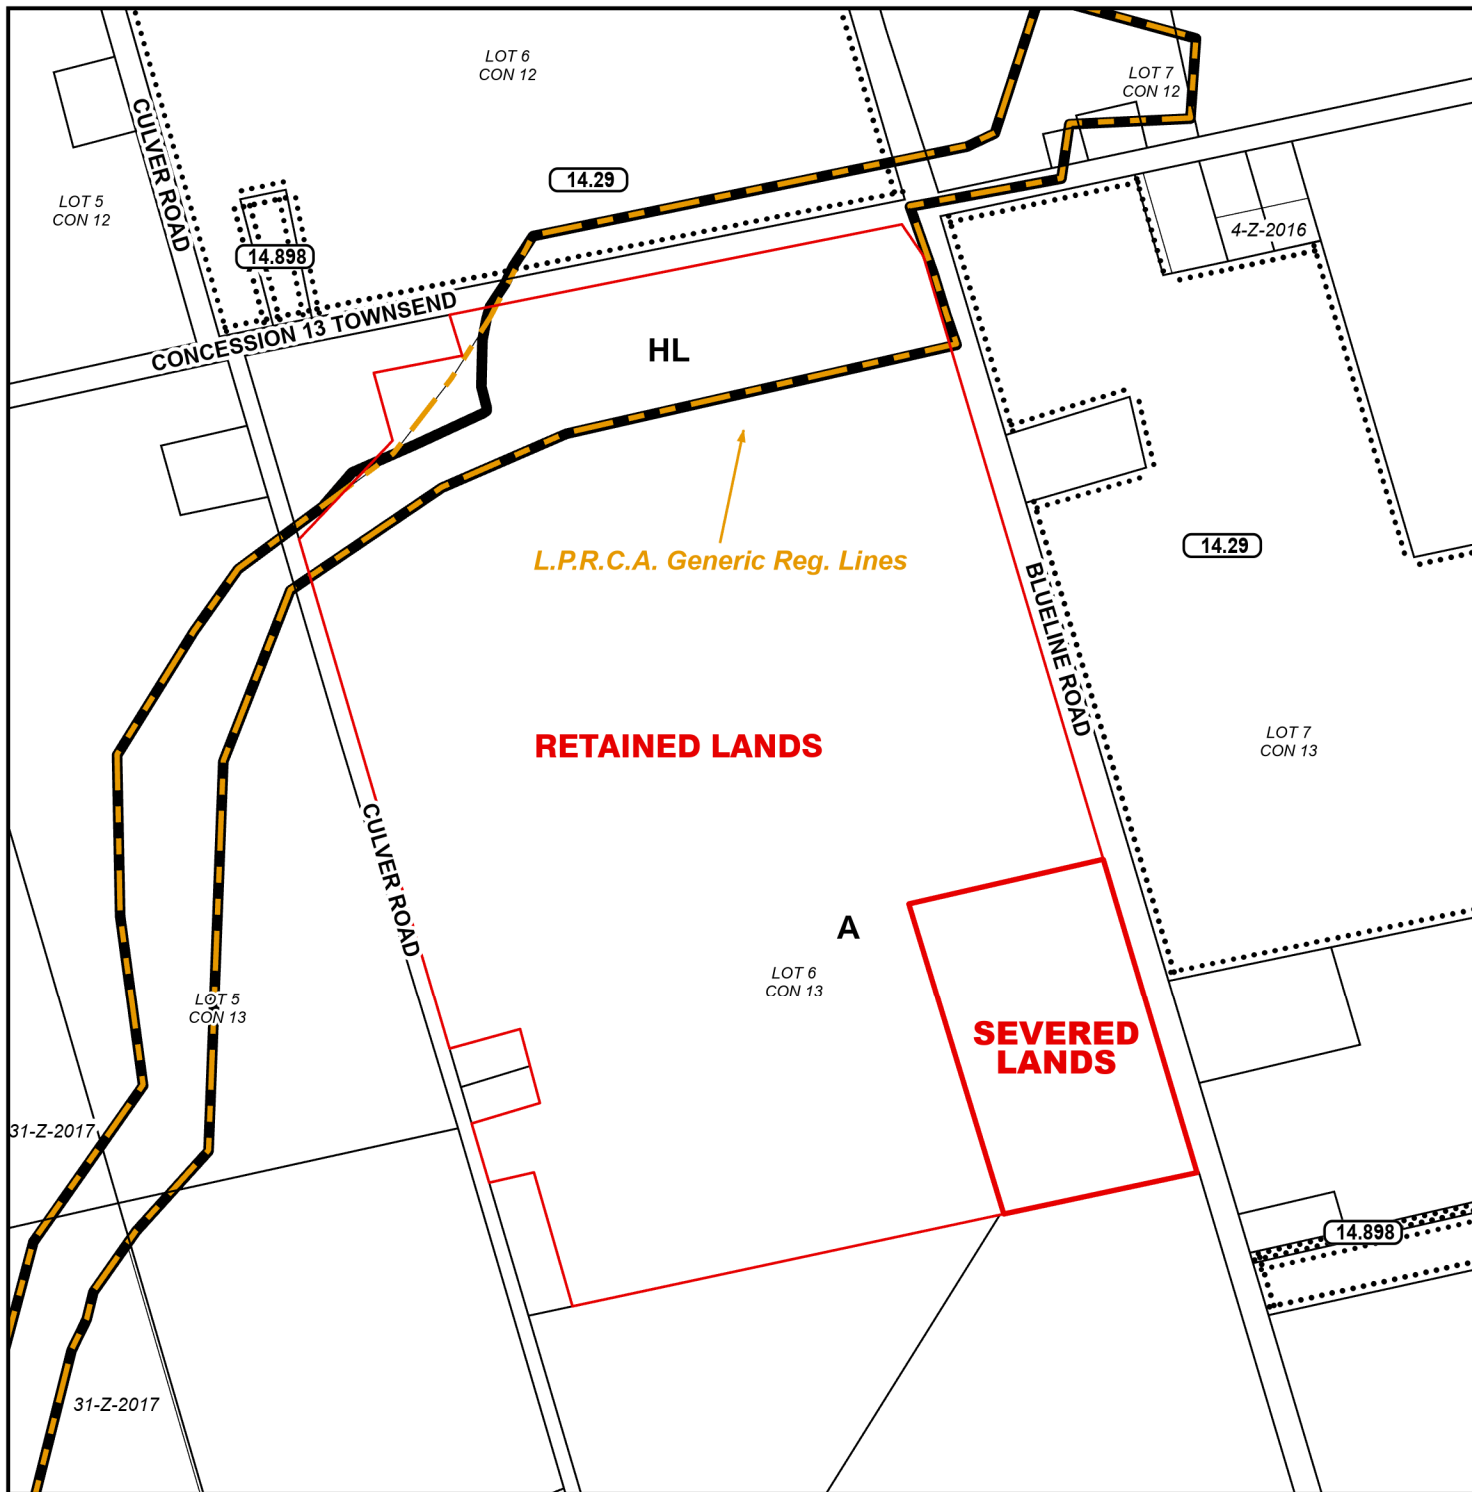 LOT 6
CON 12
LOT 7
CON 12
CULVER ROAD
14.29
LOT 5
CON 12
4-Z-2016
14.898
CONCESSION 13 TOWNSEND
HL
14.29
L.P.R.C.A. Generic Reg. Lines
BLUELINE ROAD
RETAINED LANDS
LOT 7
CON 13
CULVER ROAD
A
LOT 6
CON 13
LOT 5
CON 13
SEVERED
LANDS
31-Z-2017
14.898
31-Z-2017